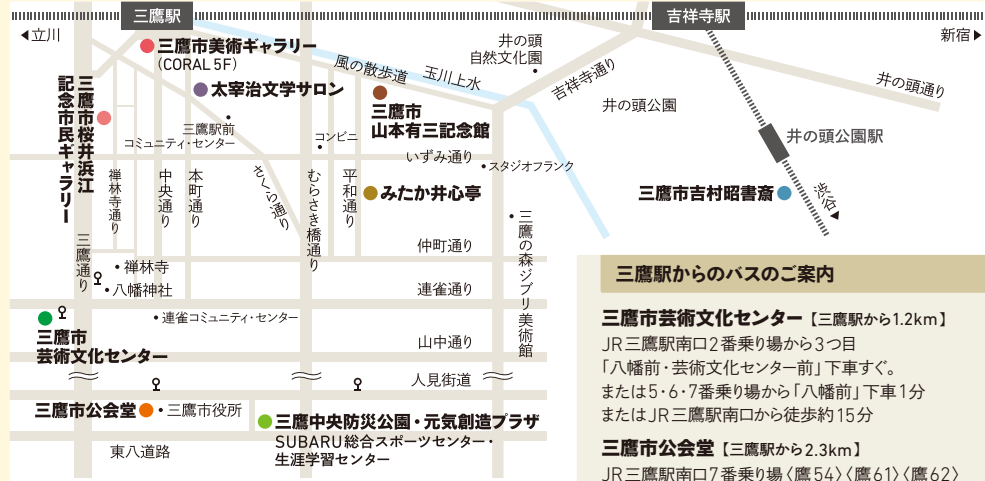 三鷹駅
吉祥寺駅
◀立川
新宿▶
三鷹市美術ギャラリー
(CORAL 5F)
太宰治文学サロン
風の散歩道
玉川上水
井の頭
自然文化園
吉祥寺通り
井の頭通り
井の頭公園
井の頭公園駅
三鷹市桜井浜江
記念市民ギャラリー
三鷹市
山本有三記念館
三鷹駅前
コミュニティ・センター
コンビニ
いずみ通り
スタジオフランク
禅林寺通り
中央通り
本町通り
さくら通り
むらさき橋通り
平和通り
みたか井心亭
三鷹市吉村昭書斎
渋谷▶
三鷹の森ジブリ美術館
仲町通り
三鷹通り
禅林寺
八幡神社
連雀通り
連雀コミュニティ・センター
三鷹市
芸術文化センター
山中通り
人見街道
三鷹市公会堂
三鷹市役所
三鷹中央防災公園・元気創造プラザ
SUBARU総合スポーツセンター・
生涯学習センター
東八道路
三鷹駅からのバスのご案内
三鷹市芸術文化センター【三鷹駅から1.2km】
JR三鷹駅南口2番乗り場から3つ目
「八幡前・芸術文化センター前」下車すぐ。
または5・6・7番乗り場から「八幡前」下車1分
またはJR三鷹駅南口から徒歩約15分
三鷹市公会堂【三鷹駅から2.3km】
JR三鷹駅南口7番乗り場〈鷹54〉〈鷹61〉〈鷹62〉